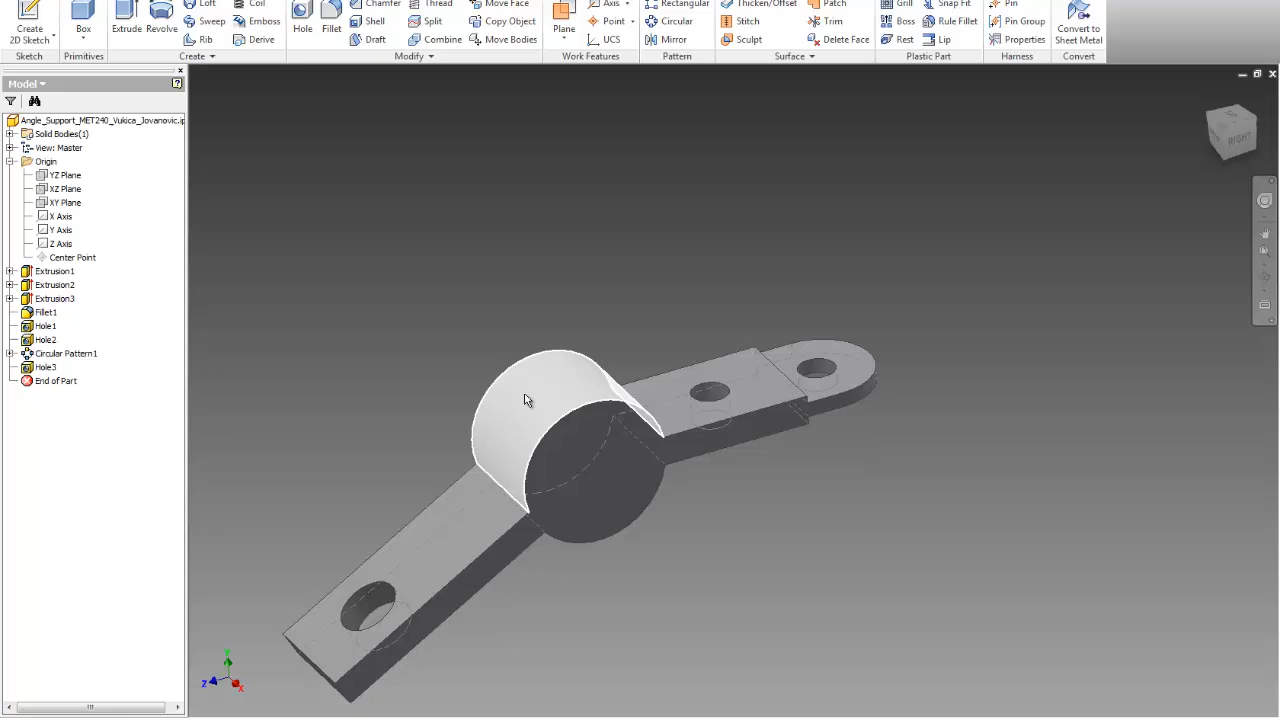 Loft Coil Chamfer Thread Move Face Axis Rectangular Thicken/Offset Patch Grill Snap Fit Pin
Create 2D Sketch Box Extrude Revolve Sweep Emboss Hole Fillet Shell Split Copy Object Plane Point Circular Stitch Trim Boss Rule Fillet Pin Group Convert to Sheet Metal
Rib Derive Draft Combine Move Bodies UCS Mirror Sculpt Delete Face Rest Lip Properties
Sketch Primitives Create Modify Work Features Pattern Surface Plastic Part Harness Convert
Model
Angle_Support_MET240_Vukica_Jovanovic.ip
Solid Bodies(1)
View: Master
Origin
YZ Plane
XZ Plane
XY Plane
X Axis
Y Axis
Z Axis
Center Point
Extrusion1
Extrusion2
Extrusion3
Fillet1
Hole1
Hole2
Circular Pattern1
Hole3
End of Part
RIGHT
Y
Z
X